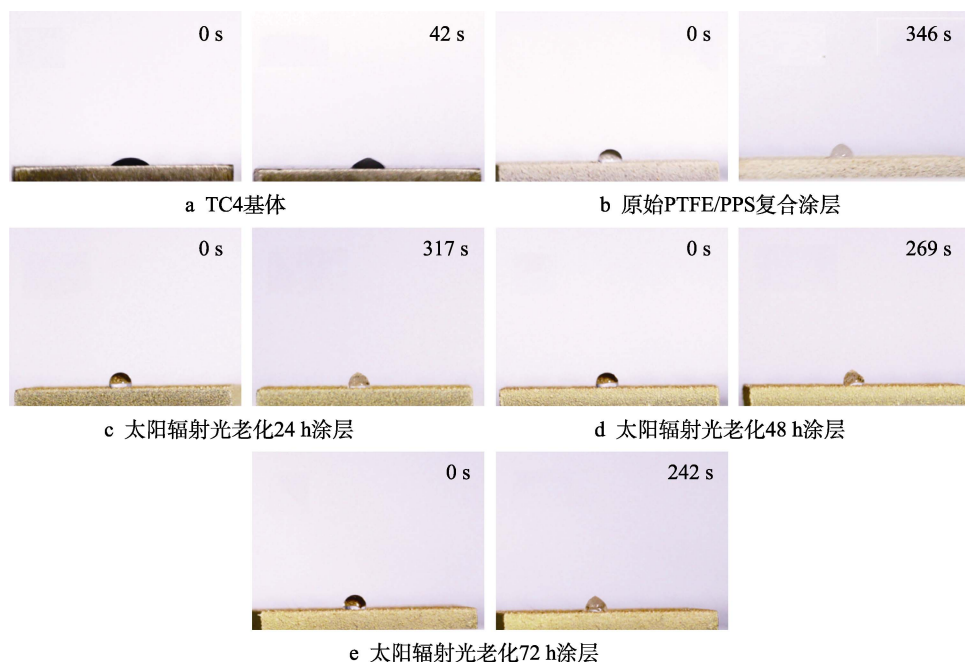 0 s 42 s 0 s 346 s
a TC4基体 b 原始PTFE/PPS复合涂层
0 s 317 s 0 s 269 s
c 太阳辐射光老化24 h涂层 d 太阳辐射光老化48 h涂层
0 s 242 s
e 太阳辐射光老化72 h涂层